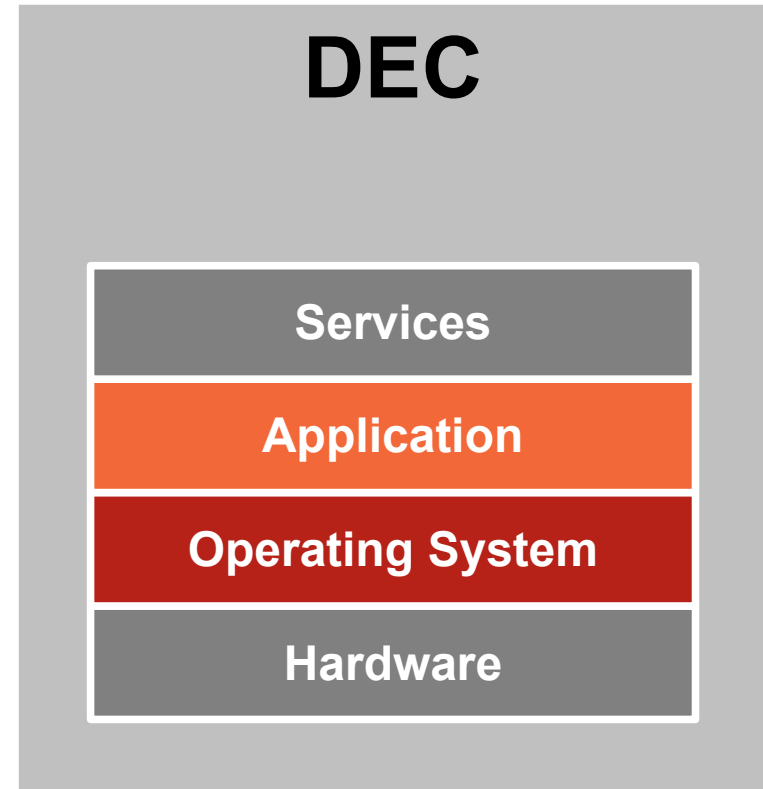 DEC
Services
Application
Operating System
Hardware